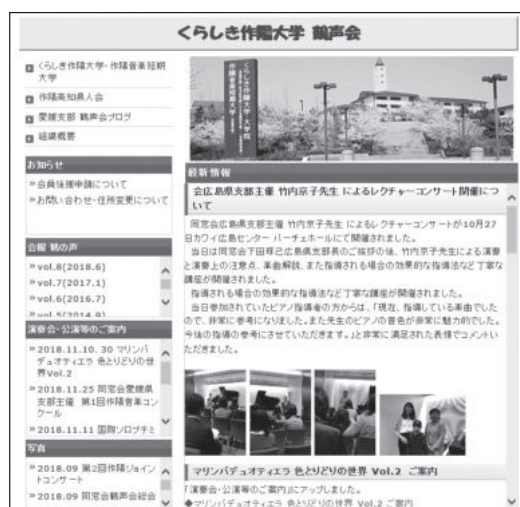 くらしき作陽大学 鶴声会
くらしき作陽大学・作陽音楽短期
大学
作陽高知県人会
愛媛支部 鶴声会ブログ
組織概要
お知らせ
»会員後援申請について
»お問い合わせ・住所変更について
会報 鶴の声
»vol.8(2018.6)
»vol.7(2017.1)
»vol.6(2016.7)
»vol.5(2014.9)
演奏会・公演等のご案内
»2018.11.10、30 マリンバ
デュオティエラ 色とりどりの世
界Vol.2
»2018.11.25 同窓会愛媛県
支部主催 第1回作陽音楽コン
クール
»2018.11.11 国際ソロプチミ
写真
»2018.09 第2回作陽ジョイン
トコンサート
»2018.09 同窓会鶴声会総会
くらしき作陽大学・大学院
作陽音楽短期大学
最新情報
会広島県支部主催 竹内京子先生 によるレクチャーコンサート開催につ
いて
同窓会広島県支部主催 竹内京子先生 によるレクチャーコンサートが10月27
日カワイ広島センター パーチェホールにて開催されました。
当日は同窓会下田琢己広島県支部長のご挨拶の後、竹内京子先生による演奏
と演奏上の注意点、楽曲解説、また指導される場合の効果的な指導法など丁寧な
講座が開催されました。
指導される場合の効果的な指導法など丁寧な講座が開催されました。
当日参加されていたピアノ指導者の方からは、「現在、指導している楽曲でした
ので、非常に参考になりました。また先生のピアノの音色が非常に魅力的でした。
今後の指導の参考にさせていただきます。」と非常に満足された表情でコメントい
ただきました。
マリンバデュオティエラ 色とりどりの世界 Vol.2 ご案内
「演奏会・公演等のご案内」にアップしました。
◆マリンバデュオティエラ 色とりどりの世界 Vol.2 ご案内